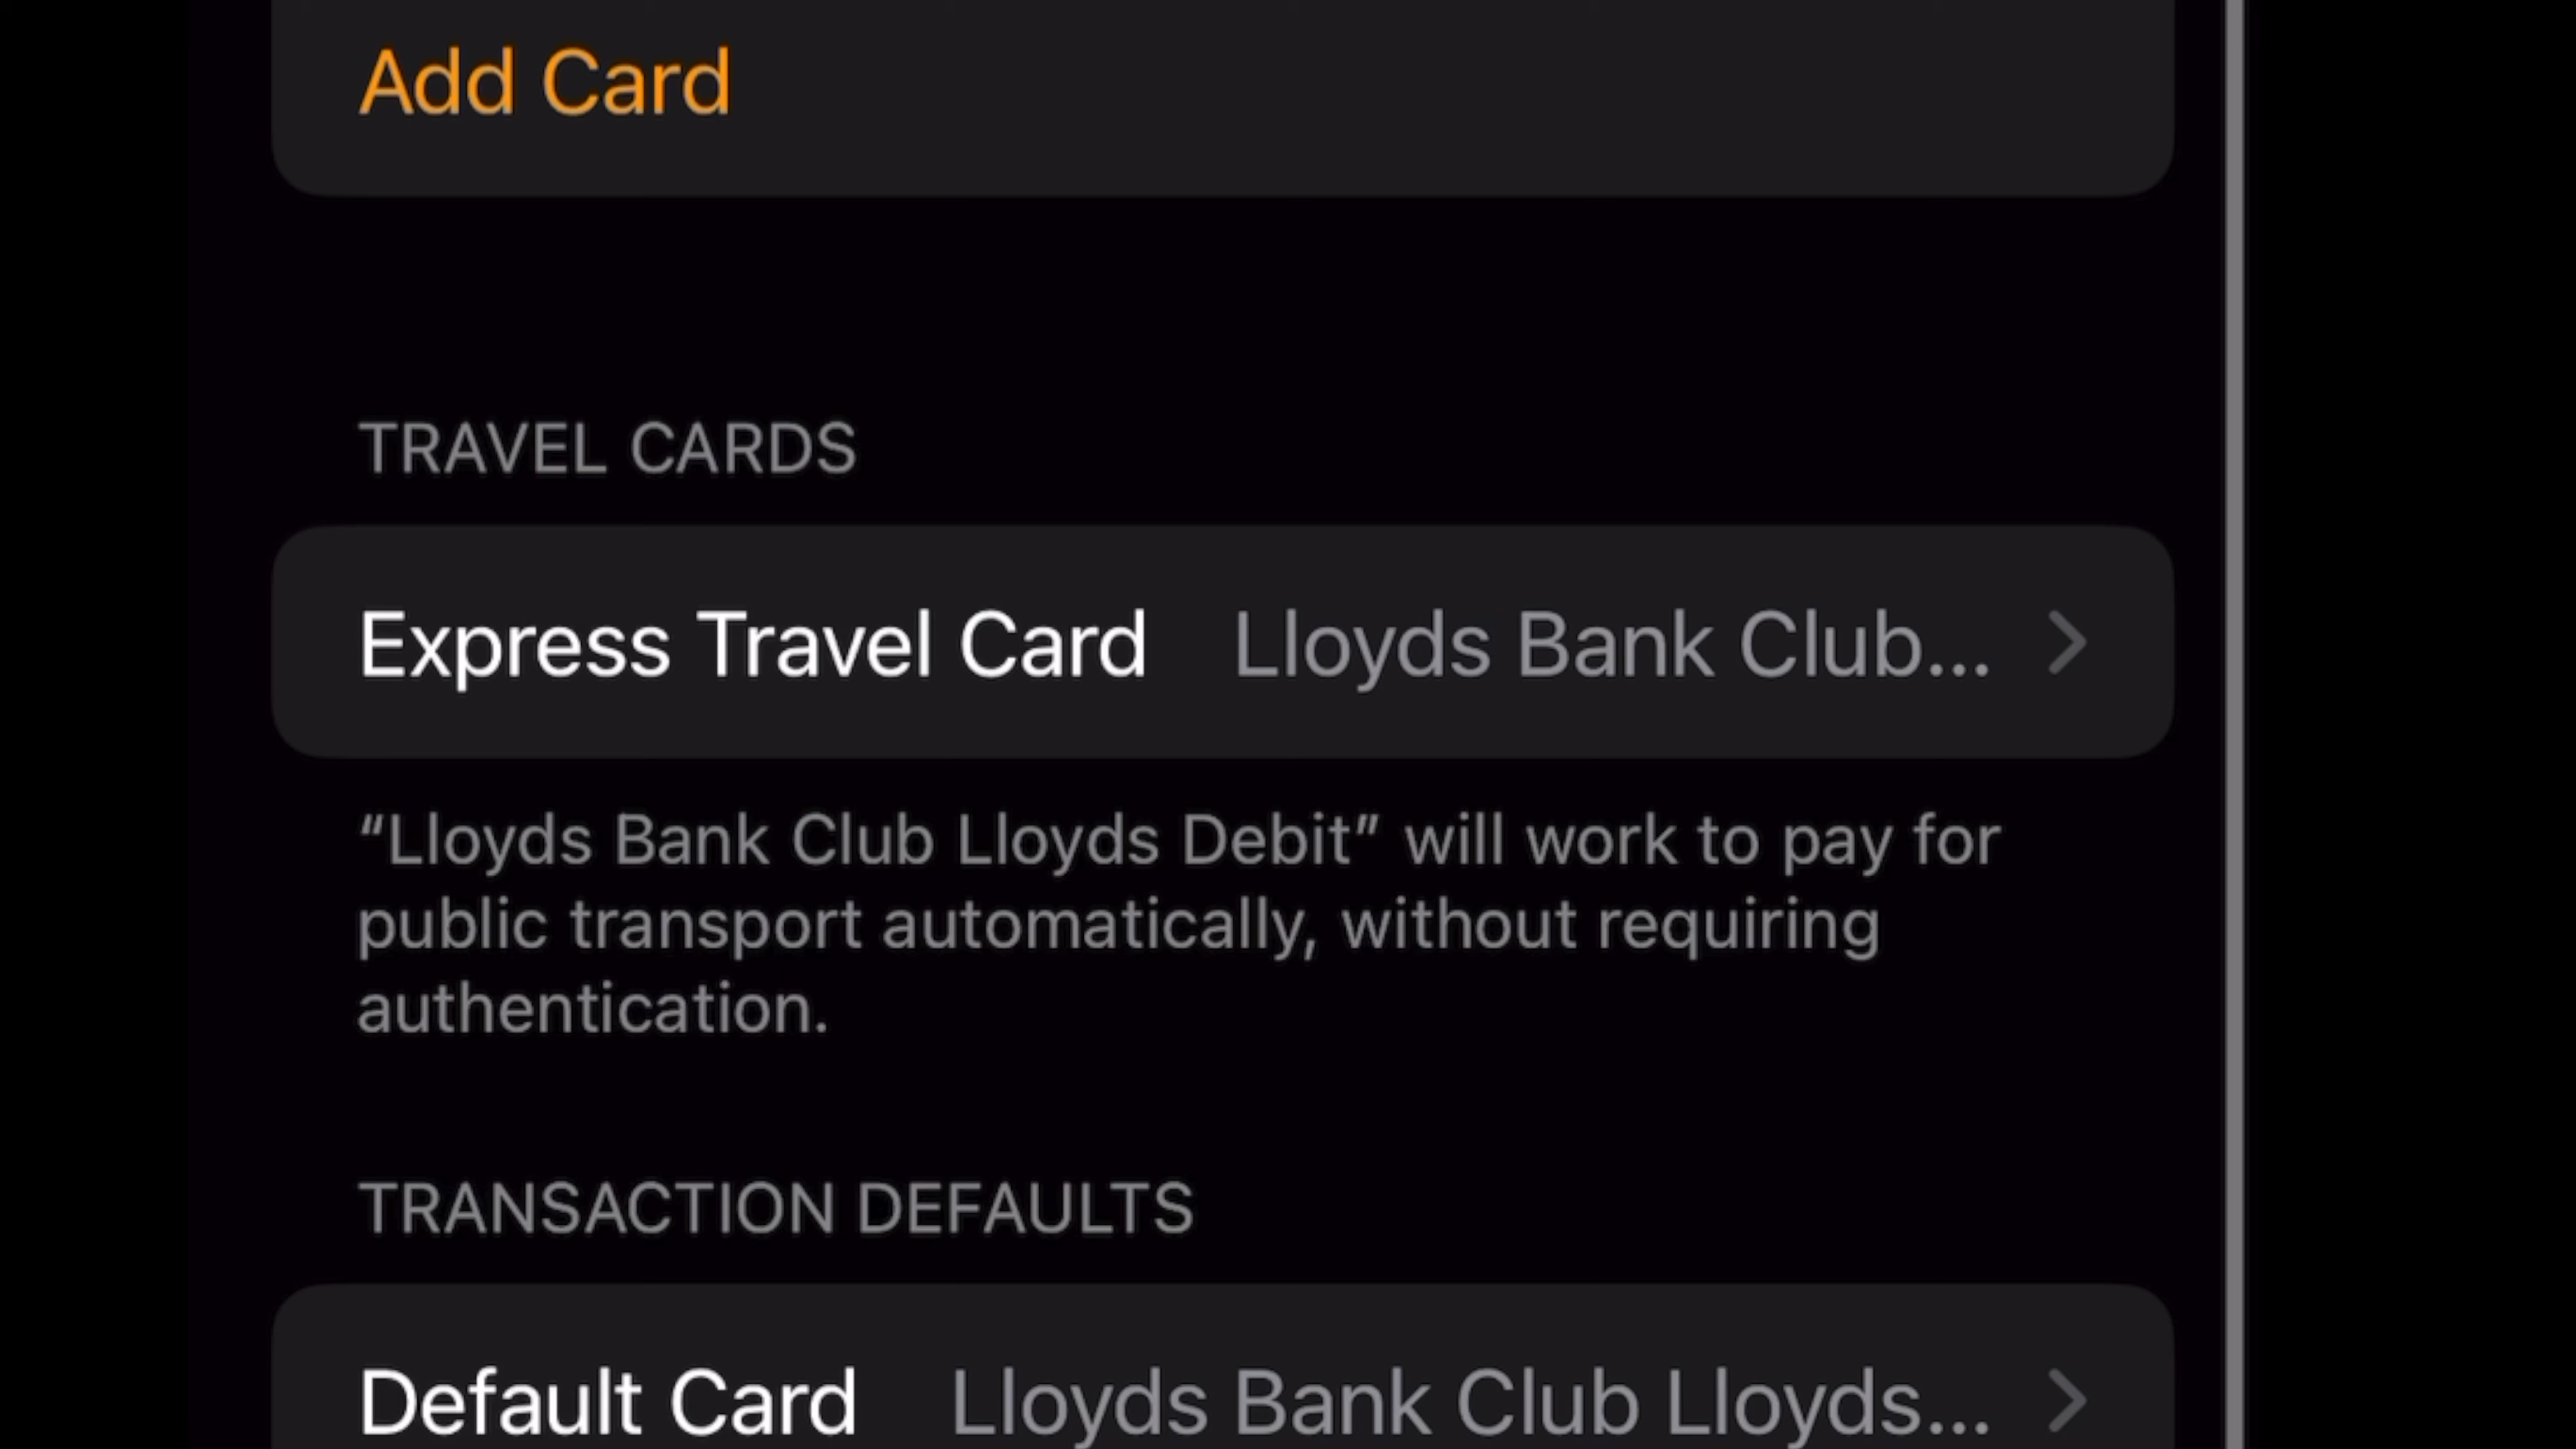 Add Card
TRAVEL CARDS
Express Travel Card Lloyds Bank Club...
“Lloyds Bank Club Lloyds Debit” will work to pay for
public transport automatically, without requiring
authentication.
TRANSACTION DEFAULTS
Default Card Lloyds Bank Club Lloyds...